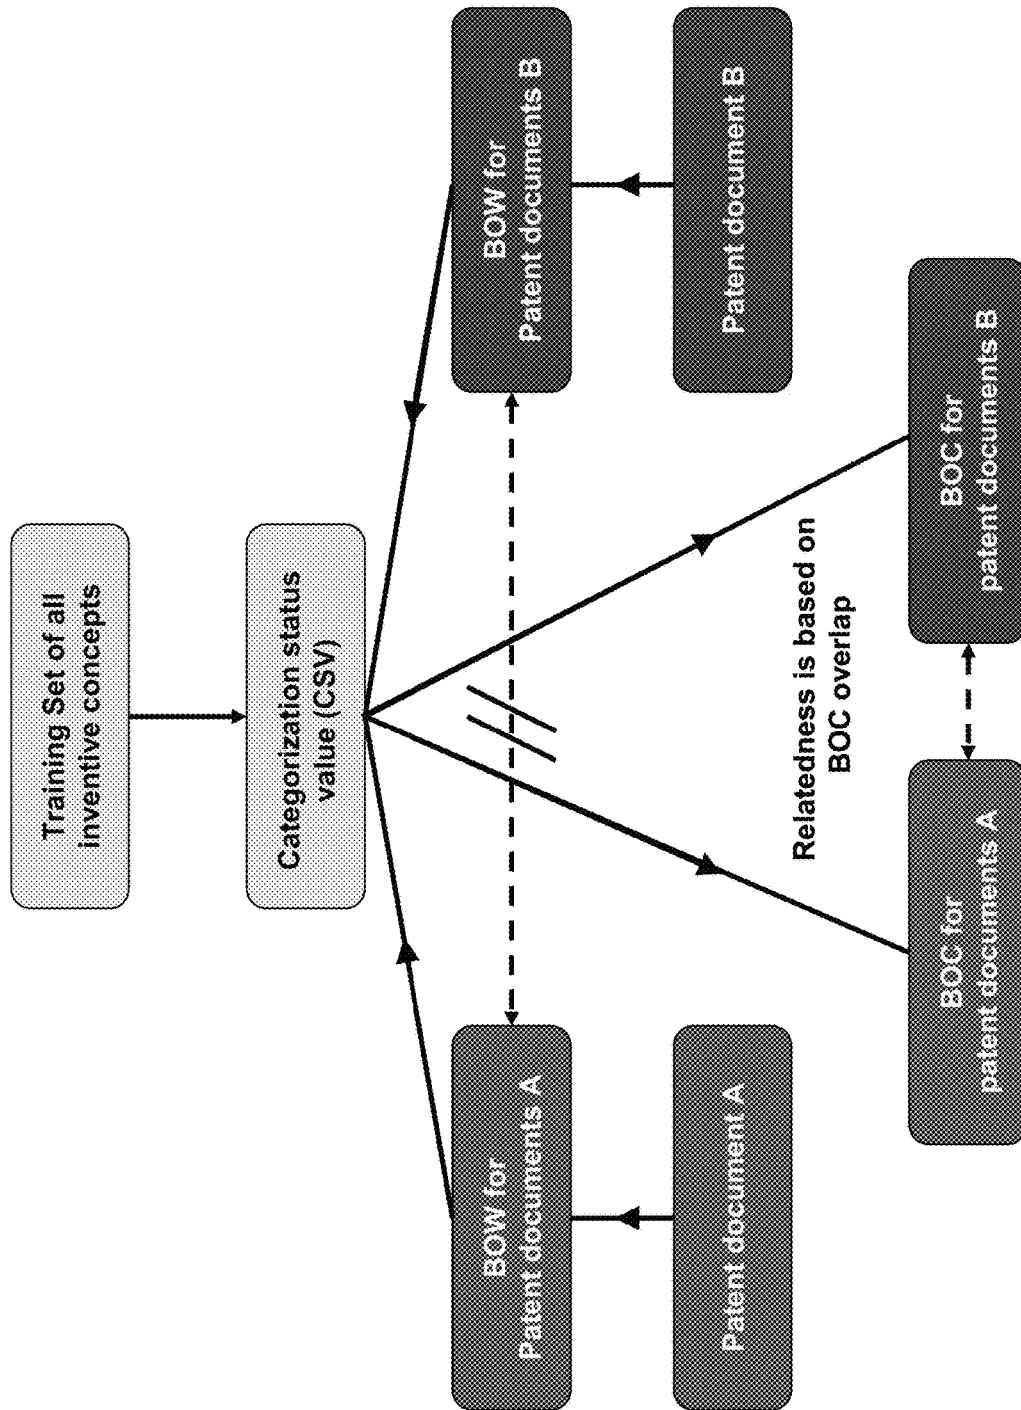 Training Set of all
inventive concepts
Categorization status
value (CSV)
BOW for
Patent documents A
BOW for
Patent documents B
Patent document A
Patent document B
Relatedness is based on
BOC overlap
BOC for
patent documents A
BOC for
patent documents B